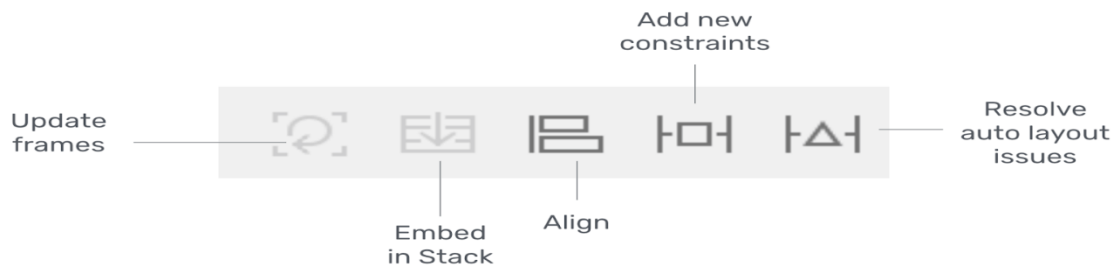 Add new
constraints
Update
frames
Resolve
auto layout
issues
Embed
in Stack
Align